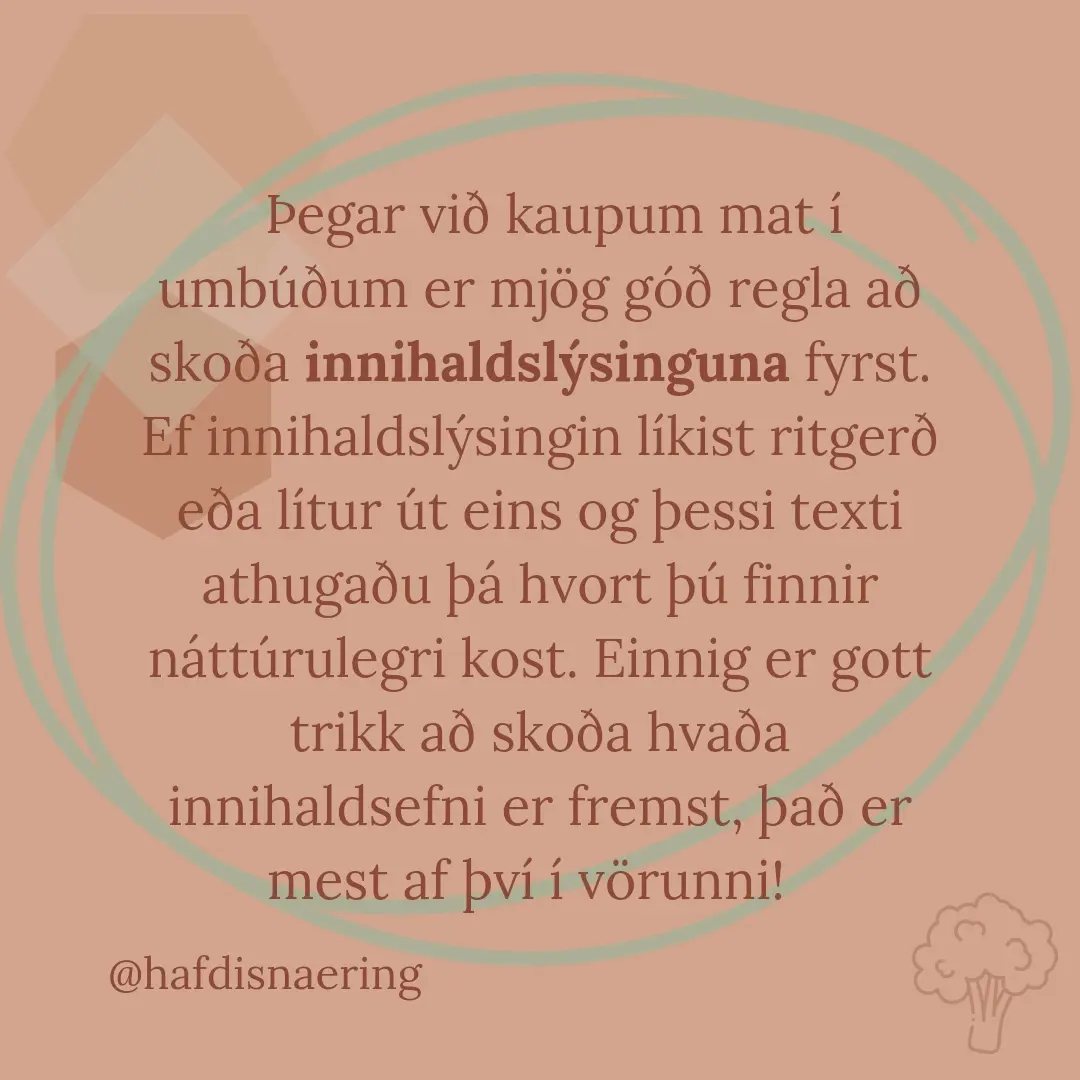 Þegar við kaupum mat í
umbúðum er mjög góð regla að
skoða innihaldslýsinguna fyrst.
Ef innihaldslýsingin líkist ritgerð
eða lítur út eins og þessi texti
athugaðu þá hvort þú finnir
náttúrulegri kost. Einnig er gott
trikk að skoða hvaða
innihaldsefni er fremst, það er
mest af því í vörunni!
@hafdisnaering